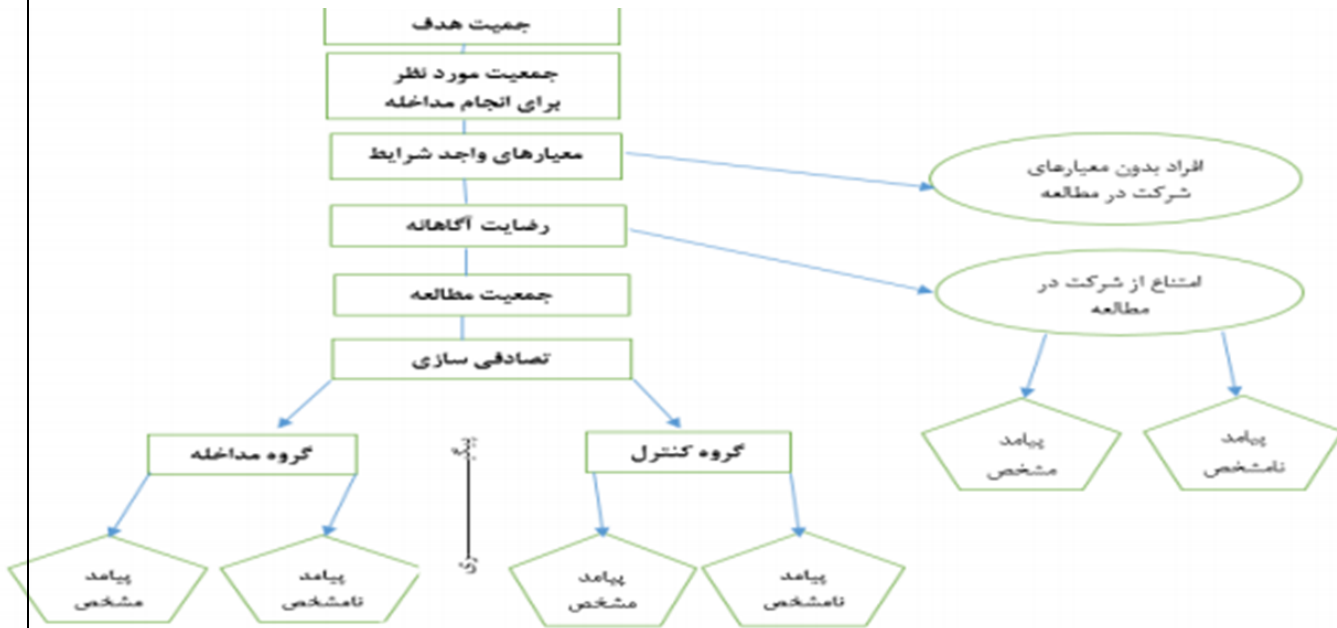 جمیت هدف
جمعیت مورد نظر
برای انجام مداخله
معیارهای واجد شرایط
افراد بدون معیارهای
شرکت در مطالعه
رضایت آگاهانه
امتناع از شرکت در
مطالعه
جمعیت مطالعه
تصادفی سازی
پیامد
مشخص
پیامد
نامشخص
گروه کنترل
گروه مداخله
پیگیـــــــری
پیامد
نامشخص
پیامد
مشخص
پیامد
نامشخص
پیامد
مشخص